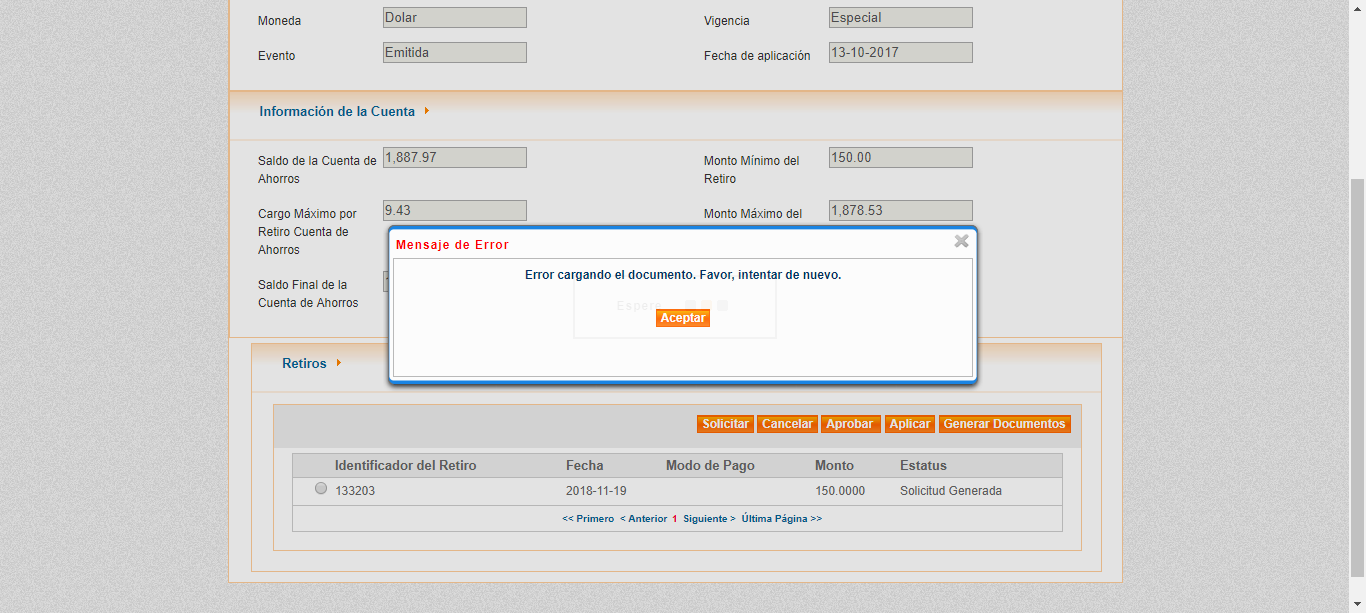 Moneda Dolar Vigencia Especial
Evento Emitida Fecha de aplicación 13-10-2017
Información de la Cuenta
Saldo de la Cuenta de Ahorros 1,887.97 Monto Mínimo del Retiro 150.00
Cargo Máximo por Retiro Cuenta de Ahorros 9.43 Monto Máximo del 1,878.53
Saldo Final de la Cuenta de Ahorros
Mensaje de Error
Error cargando el documento. Favor, intentar de nuevo.
Espere
Aceptar
Retiros
Solicitar Cancelar Aprobar Aplicar Generar Documentos
Identificador del Retiro Fecha Modo de Pago Monto Estatus
133203 2018-11-19 150.0000 Solicitud Generada
<< Primero < Anterior 1 Siguiente > Última Página >>